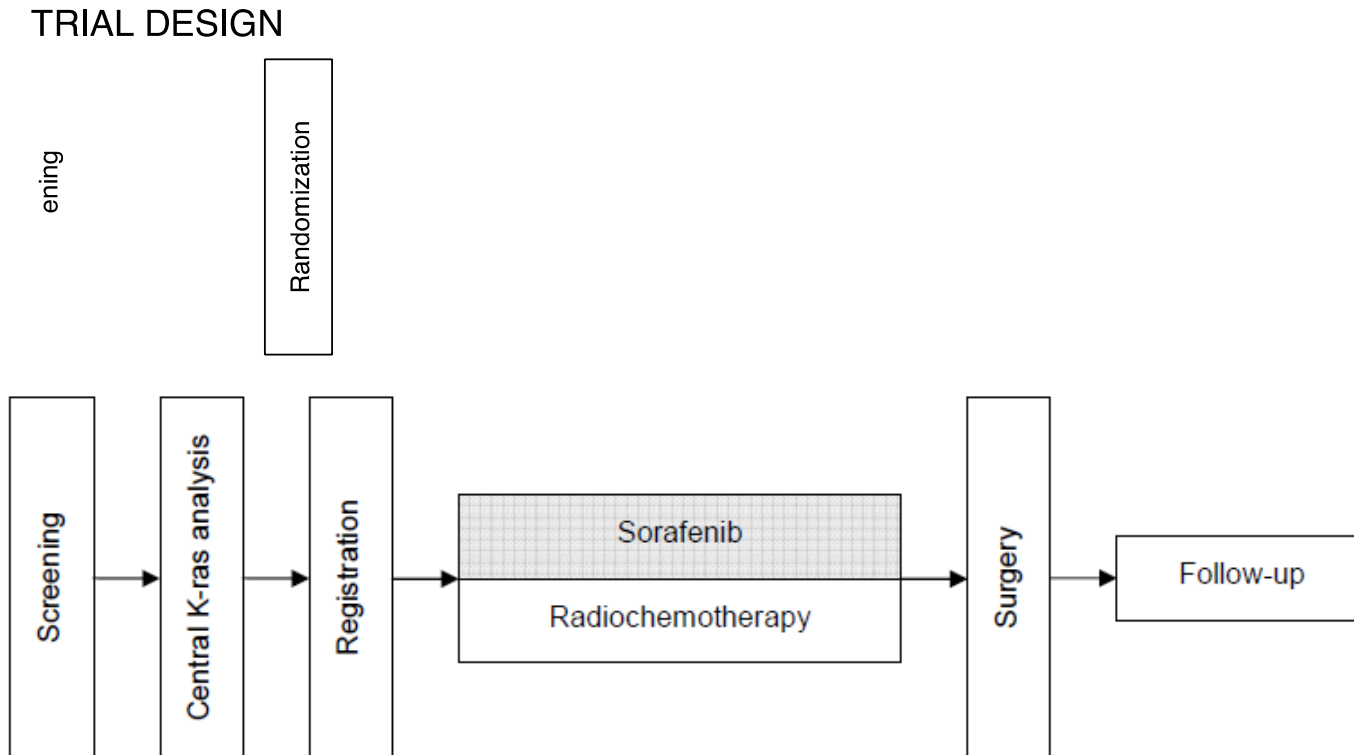 TRIAL DESIGN
ening
Randomization
Screening
Central K-ras analysis
Registration
Sorafenib
Radiochemotherapy
Surgery
Follow-up